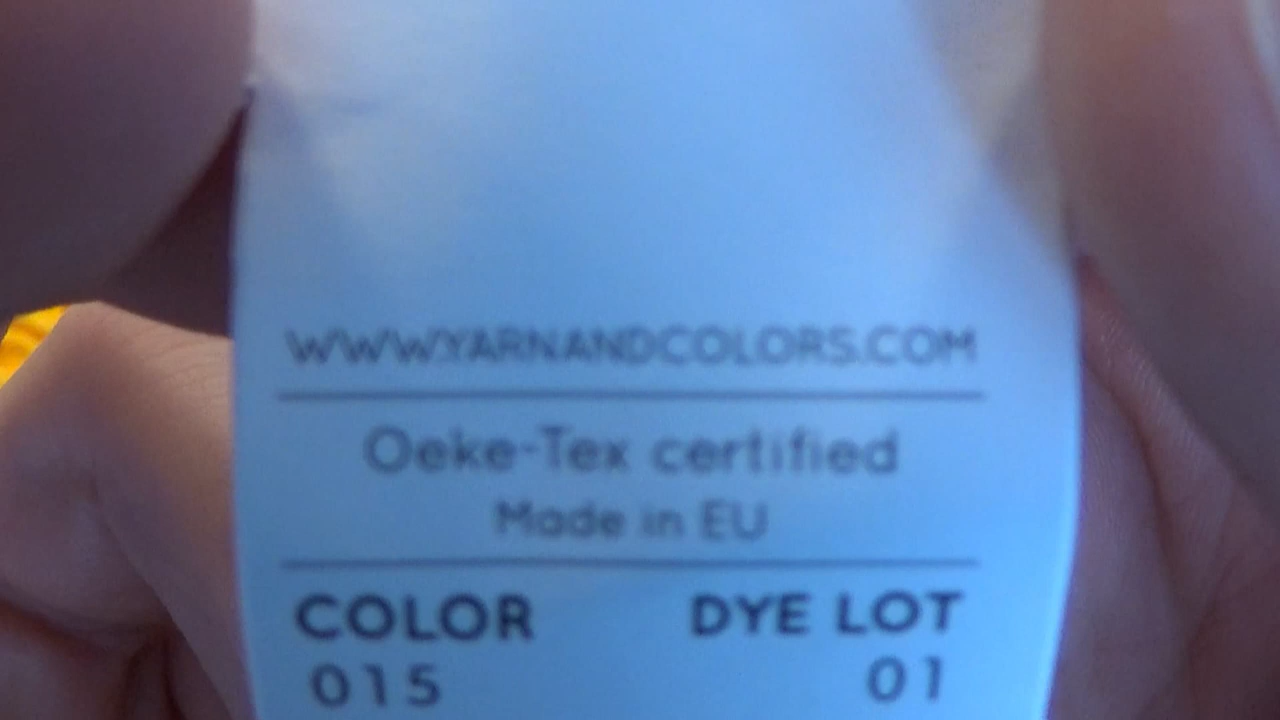 WWW.YARNANDCOLORS.COM
Oeke-Tex certified
Made in EU
COLOR DYE LOT
015 01